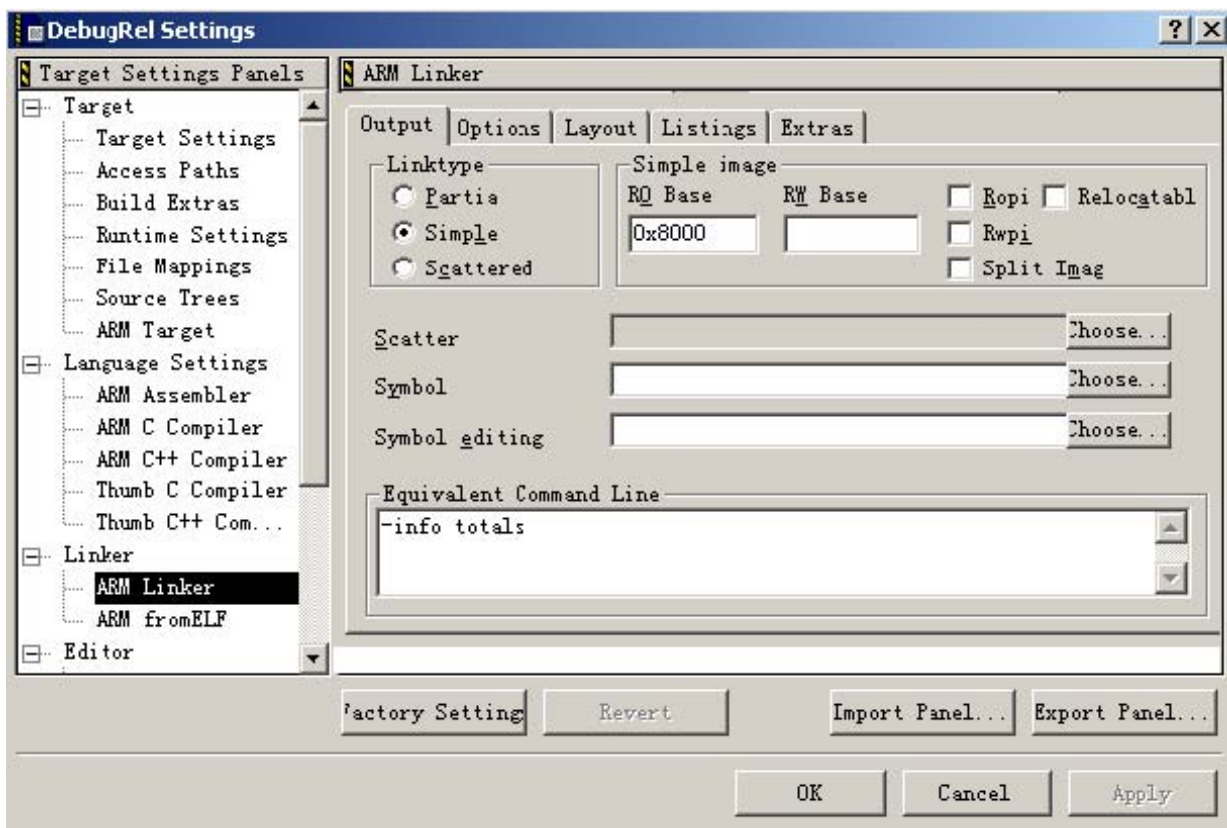 DebugRel Settings
Target Settings Panels
Target
Target Settings
Access Paths
Build Extras
Runtime Settings
File Mappings
Source Trees
ARM Target
Language Settings
ARM Assembler
ARM C Compiler
ARM C++ Compiler
Thumb C Compiler
Thumb C++ Com...
Linker
ARM Linker
ARM fromELF
Editor
ARM Linker
Output Options Layout Listings Extras
Linktype
Partia
Simple
Scattered
Simple image
RO Base RW Base
0x8000
Ropi Relocatabl
Rwpi
Split Imag
Scatter Choose...
Symbol Choose...
Symbol editing Choose...
Equivalent Command Line
-info totals
Factory Setting Revert Import Panel... Export Panel...
OK Cancel Apply